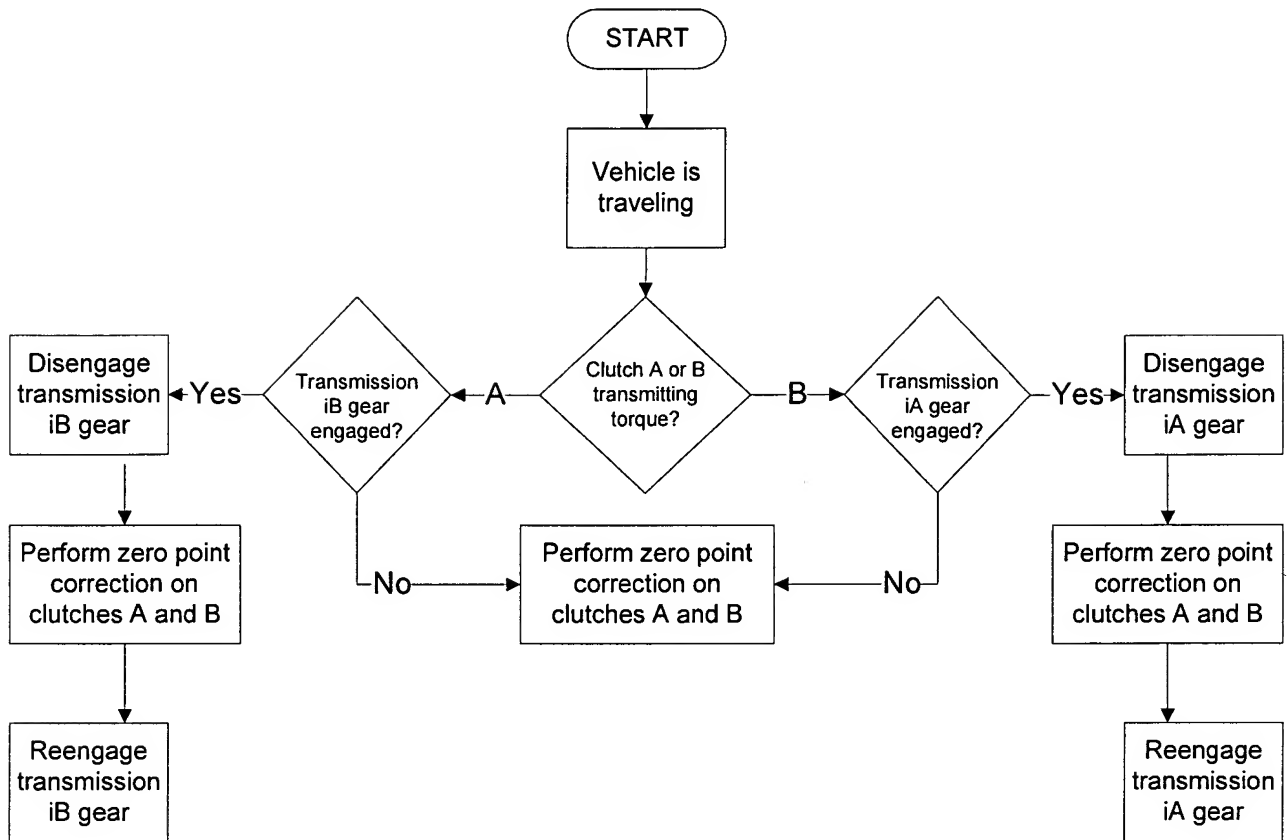 START
Vehicle is
traveling
Clutch A or B
transmitting
torque?
A
B
Transmission
iB gear
engaged?
Yes
No
Disengage
transmission
iB gear
Perform zero point
correction on
clutches A and B
Reengage
transmission
iB gear
Perform zero point
correction on
clutches A and B
Transmission
iA gear
engaged?
Yes
No
Disengage
transmission
iA gear
Perform zero point
correction on
clutches A and B
Reengage
transmission
iA gear